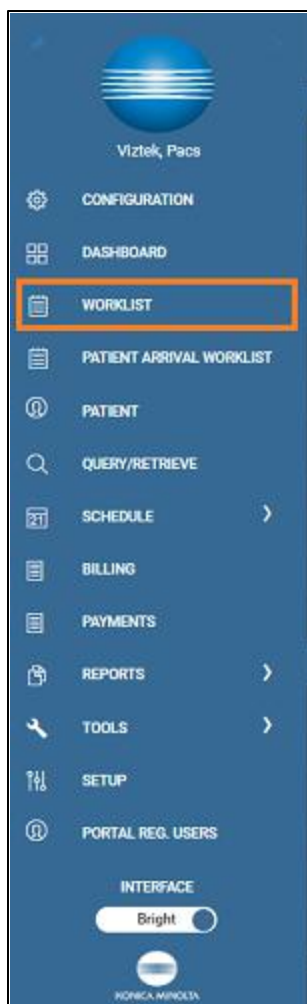 Viztek, Pacs
CONFIGURATION
DASHBOARD
WORKLIST
PATIENT ARRIVAL WORKLIST
PATIENT
QUERY/RETRIEVE
21
SCHEDULE
BILLING
PAYMENTS
REPORTS
TOOLS
SETUP
PORTAL REG. USERS
INTERFACE
Bright
KONICA MINOLTA